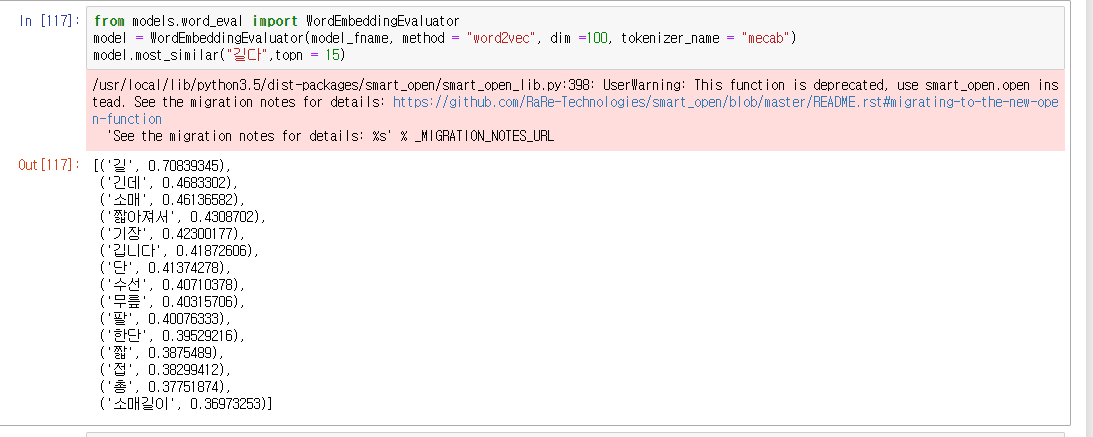 In [117]:
from models.word_eval import WordEmbeddingEvaluator
model = WordEmbeddingEvaluator(model_fname, method = "word2vec", dim =100, tokenizer_name = "mecab")
model.most_similar("길다",topn = 15)
/usr/local/lib/python3.5/dist-packages/smart_open/smart_open_lib.py:398: UserWarning: This function is deprecated, use smart_open.open ins
tead. See the migration notes for details: https://github.com/RaRe-Technologies/smart_open/blob/master/README.rst#migrating-to-the-new-ope
n-function
'See the migration notes for details: %s' % _MIGRATION_NOTES_URL
Out[117]:
[('길', 0.70839345),
('긴데', 0.4683302),
('소매', 0.46136582),
('짧아져서', 0.4308702),
('기장', 0.42300177),
('깁니다', 0.41872606),
('단', 0.41374278),
('수선', 0.40710378),
('무릎', 0.40315706),
('팔', 0.40076333),
('한단', 0.39529216),
('짧', 0.3875489),
('접', 0.38299412),
('총', 0.37751874),
('소매길이', 0.36973253)]